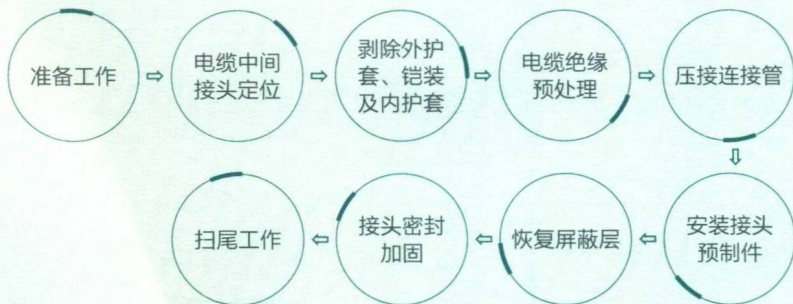 准备工作
电缆中间
接头定位
剥除外护
套、铠装
及内护套
电缆绝缘
预处理
压接连接管
安装接头
预制件
恢复屏蔽层
接头密封
加固
扫尾工作